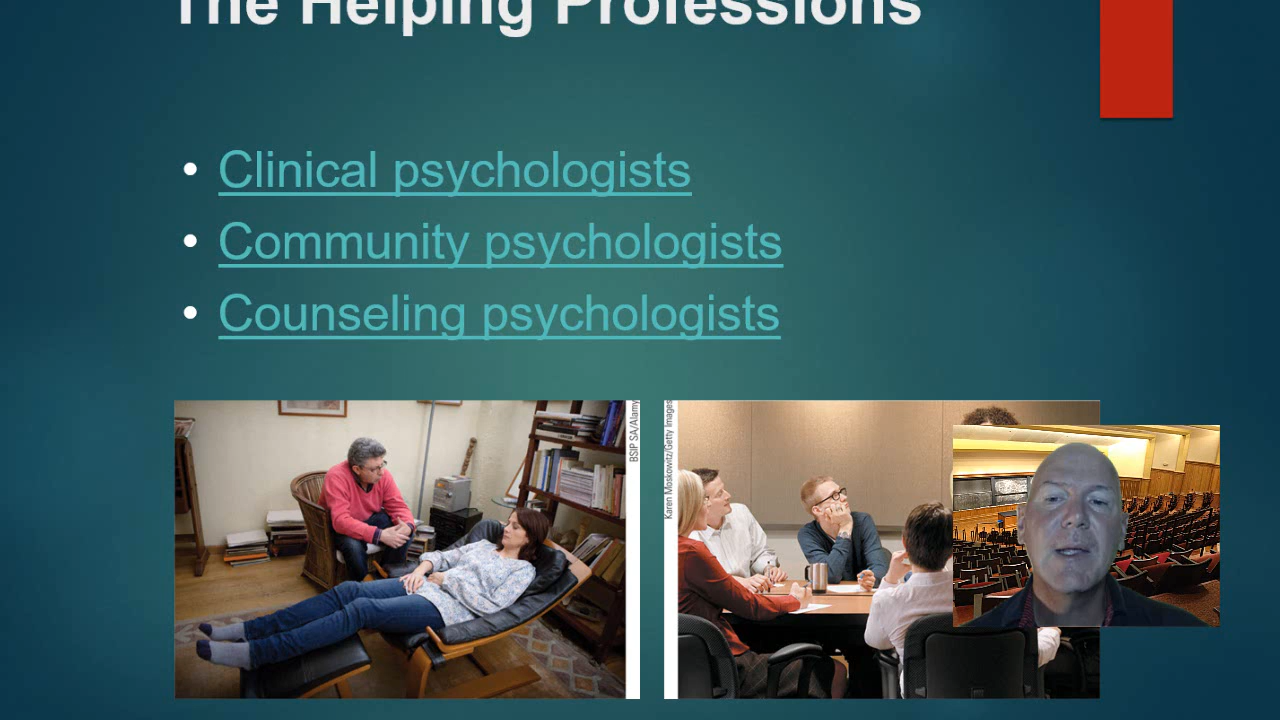 The Helping Professions
• Clinical psychologists
• Community psychologists
• Counseling psychologists
BSIP SA/Alamy
Karen Moskowitz/Getty Images